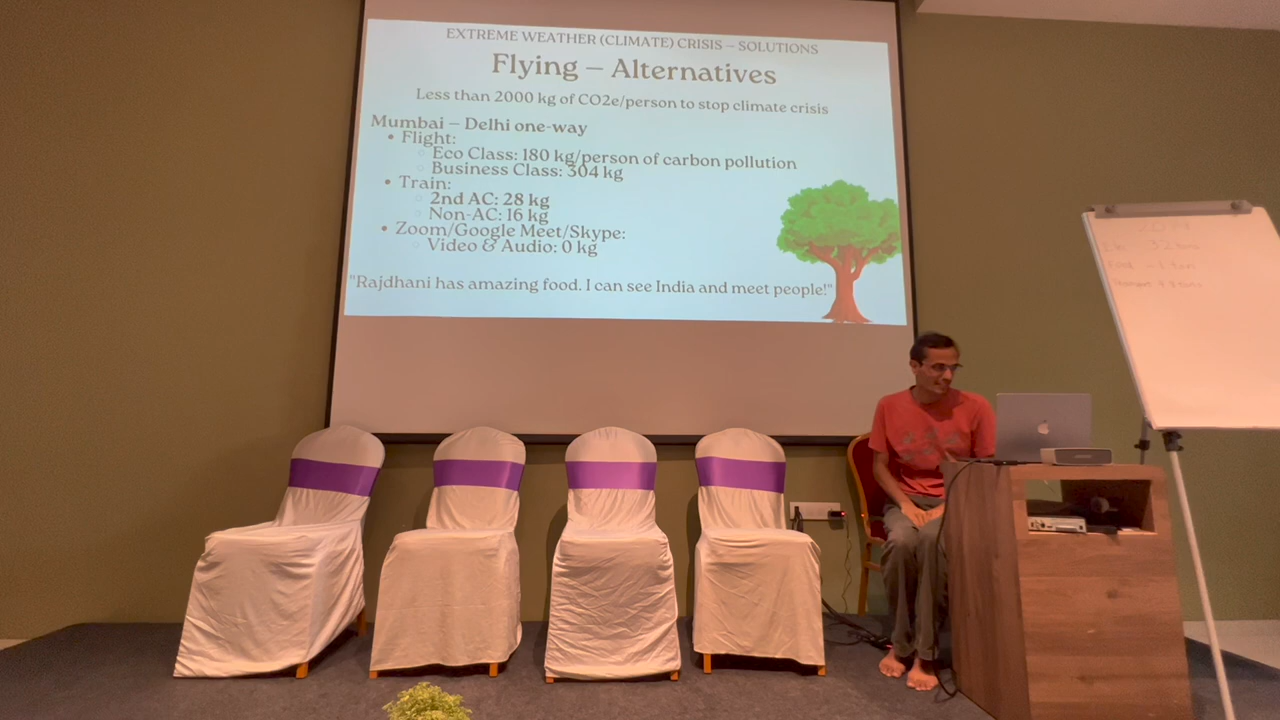 EXTREME WEATHER (CLIMATE) CRISIS – SOLUTIONS
Flying – Alternatives
Less than 2000 kg of CO2e/person to stop climate crisis
Mumbai – Delhi one-way
• Flight:
◦ Eco Class: 180 kg/person of carbon pollution
◦ Business Class: 304 kg
• Train:
◦ 2nd AC: 28 kg
◦ Non-AC: 16 kg
• Zoom/Google Meet/Skype:
◦ Video & Audio: 0 kg
"Rajdhani has amazing food. I can see India and meet people!"